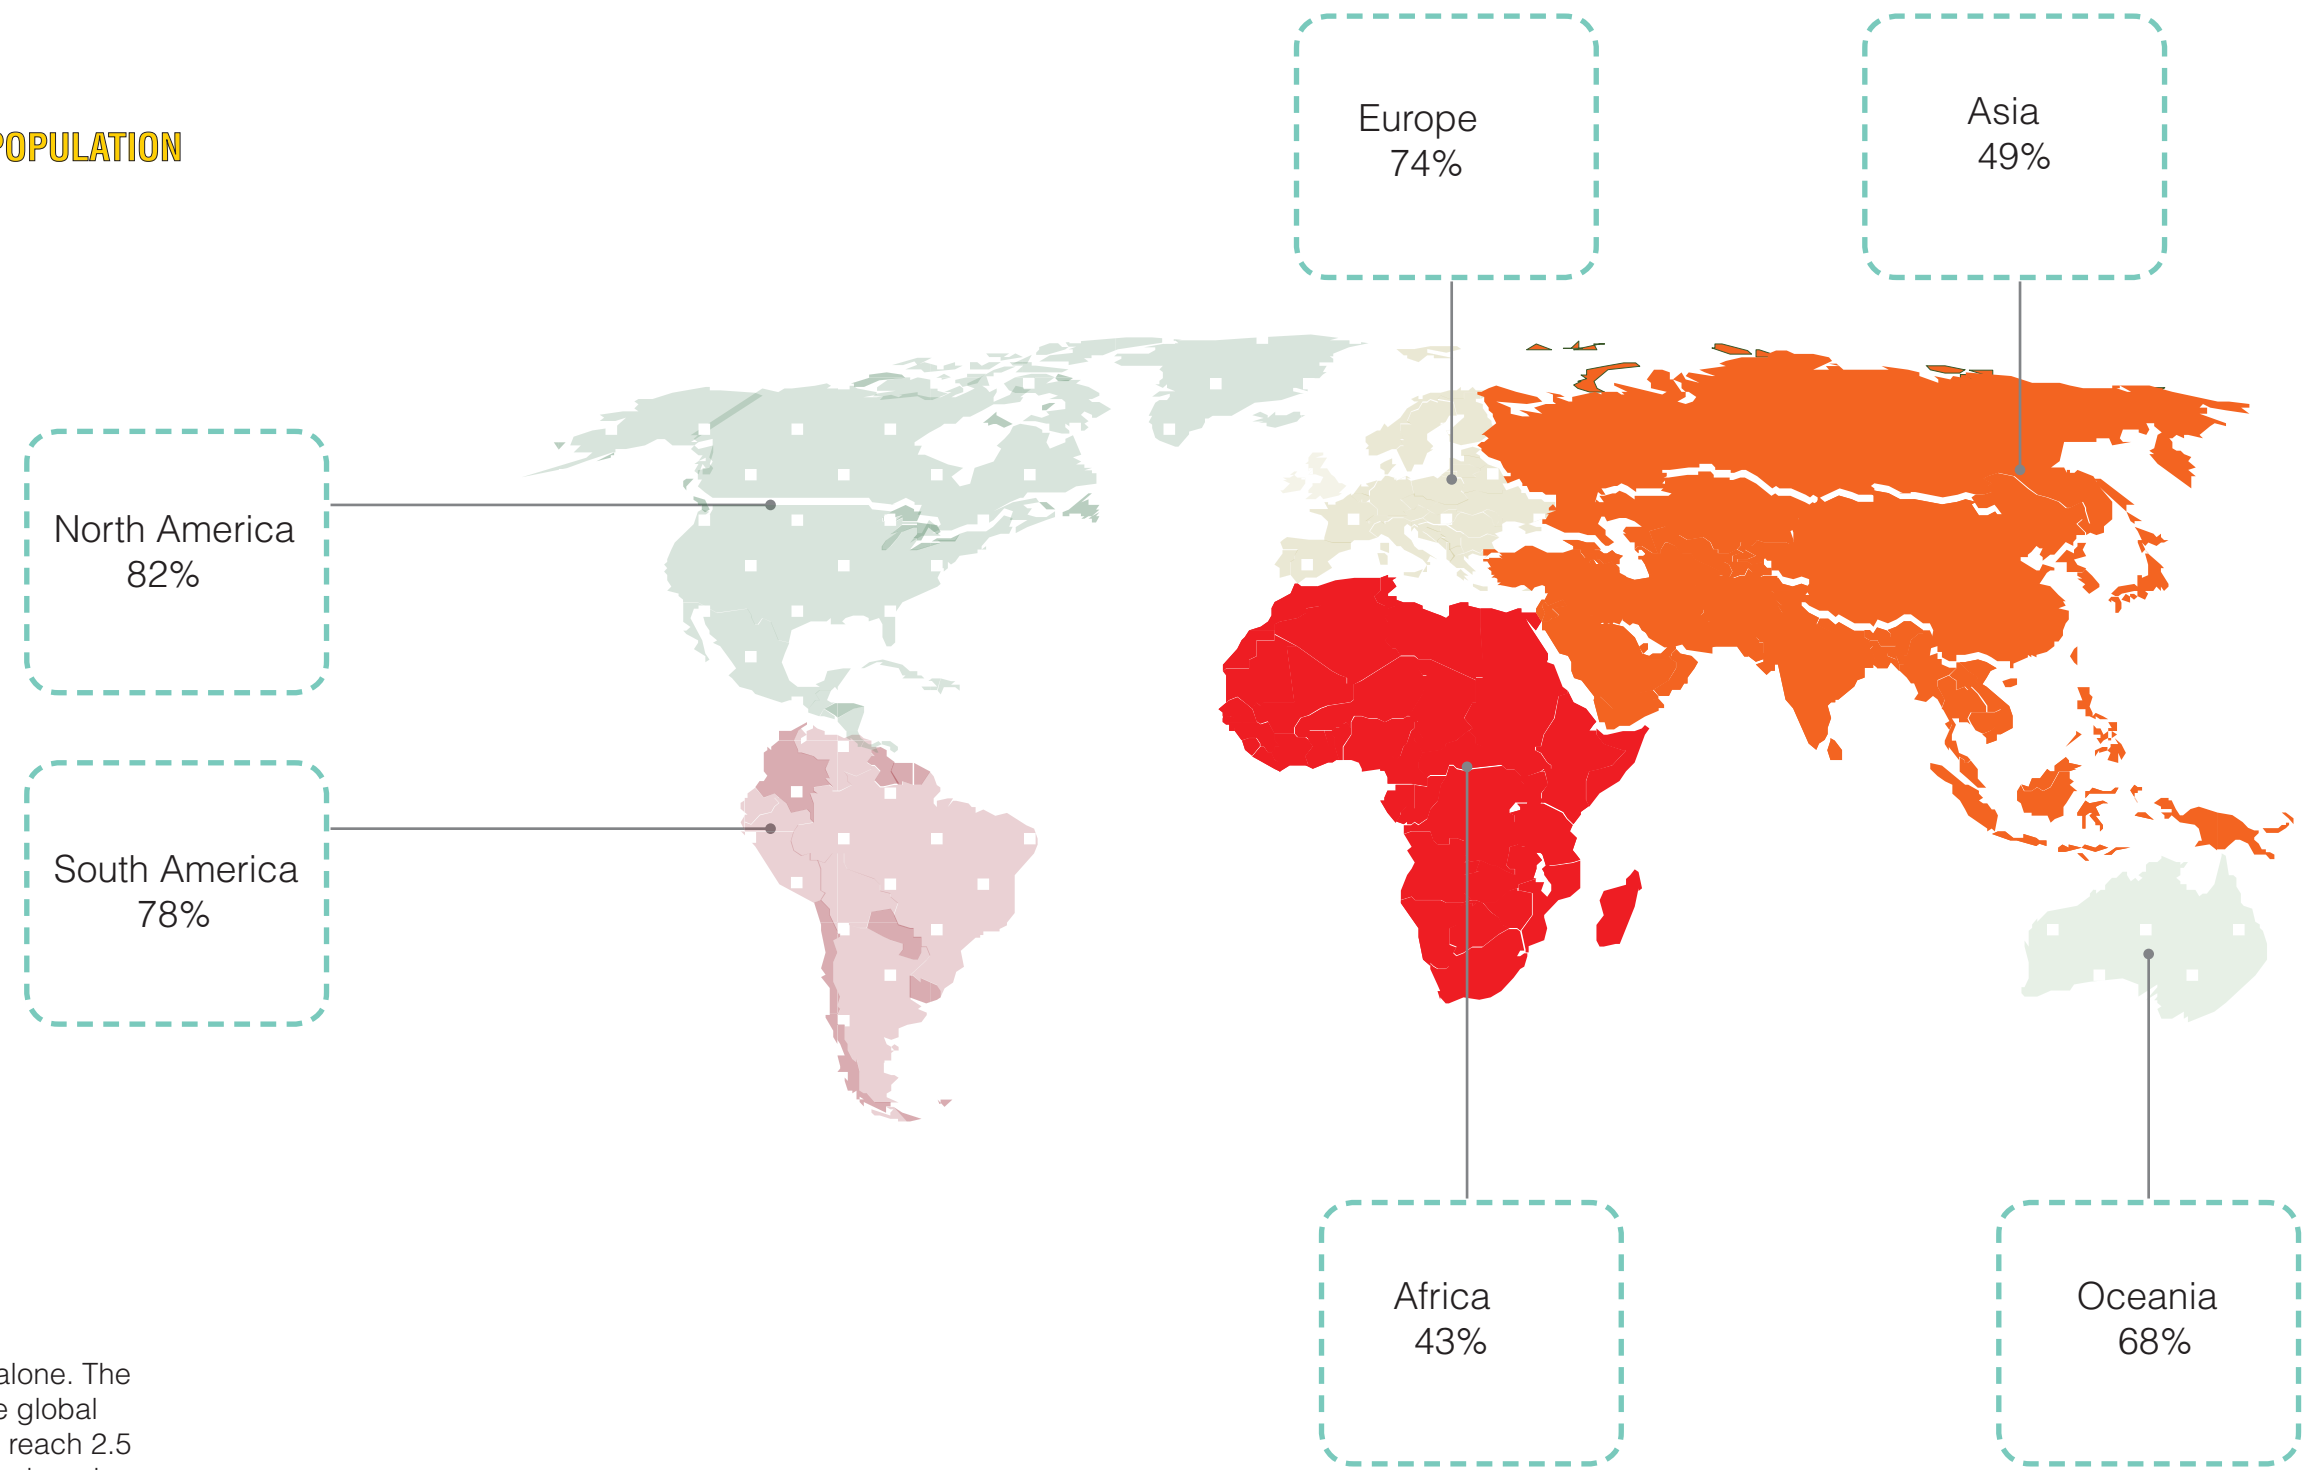 POPULATION
Europe
74%
Asia
49%
North America
82%
South America
78%
Africa
43%
Oceania
68%
alone. The
global
reach 2.5